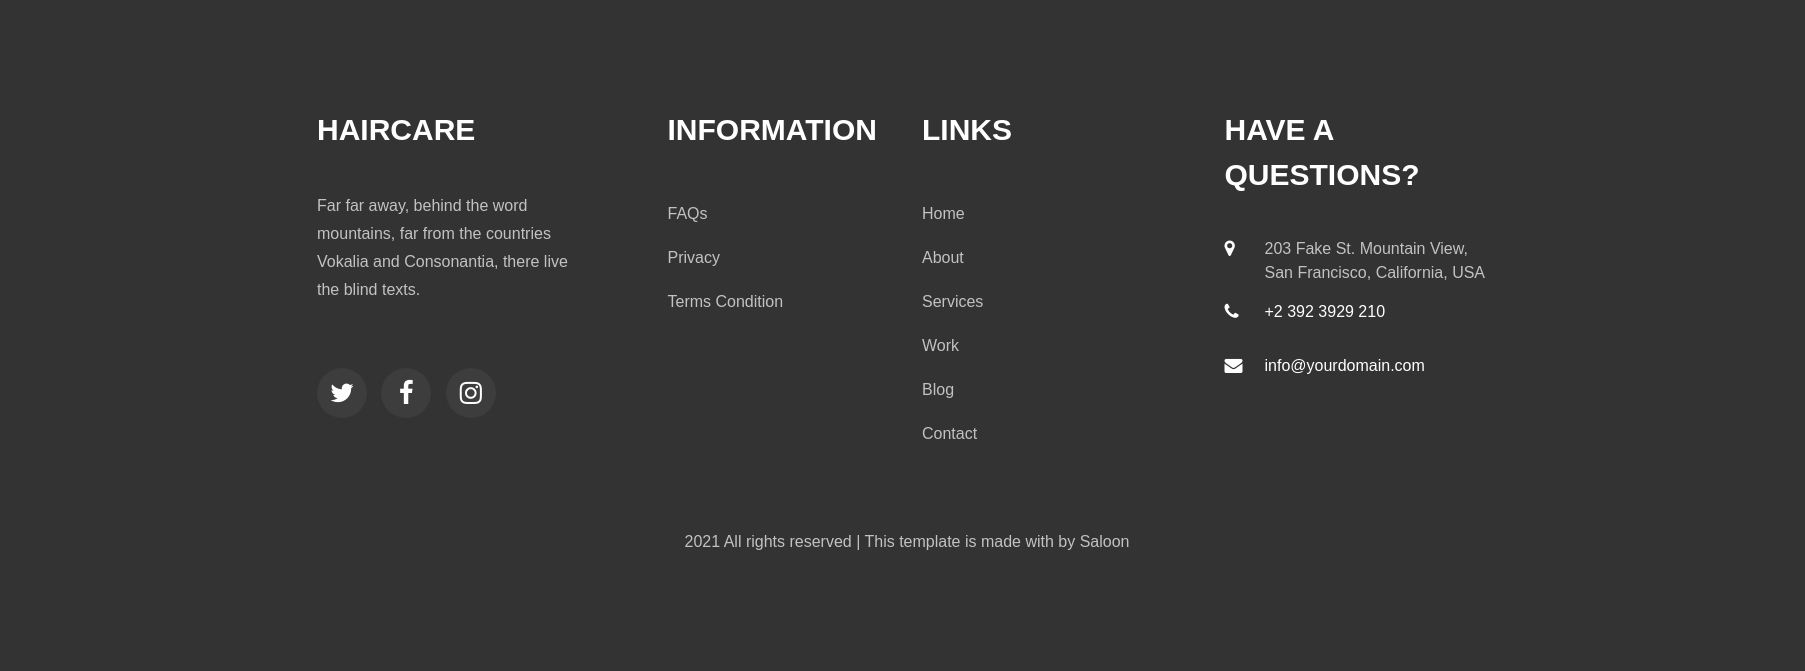 HAIRCARE
Far far away, behind the word
mountains, far from the countries
Vokalia and Consonantia, there live
the blind texts.
INFORMATION
FAQs
Privacy
Terms Condition
LINKS
Home
About
Services
Work
Blog
Contact
HAVE A
QUESTIONS?
203 Fake St. Mountain View,
San Francisco, California, USA
+2 392 3929 210
info@yourdomain.com
2021 All rights reserved | This template is made with by Saloon